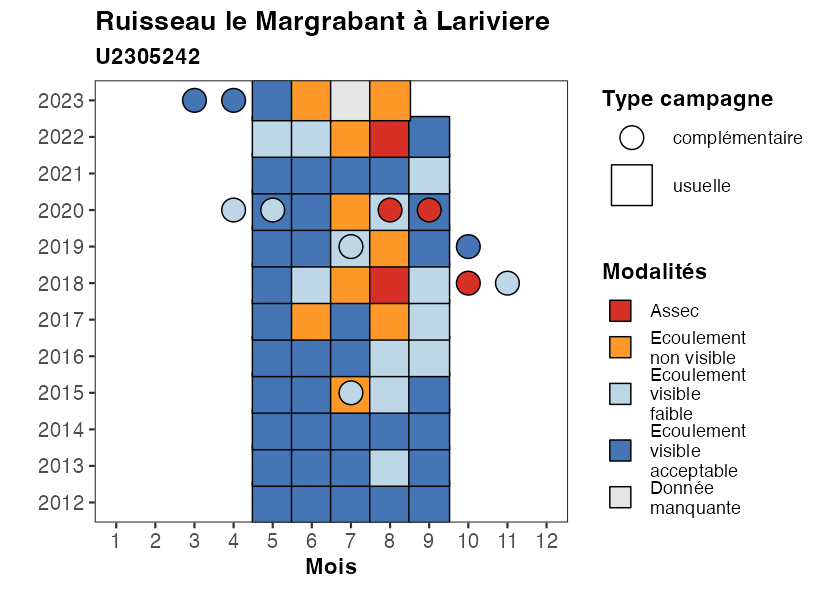 Ruisseau le Margrabant à Lariviere
U2305242
2023
2022
2021
2020
2019
2018
2017
2016
2015
2014
2013
2012
1 2 3 4 5 6 7 8 9 10 11 12
Mois
Type campagne
complémentaire
usuelle
Modalités
Assec
Ecoulement
non visible
Ecoulement
visible
faible
Ecoulement
visible
acceptable
Donnée
manquante